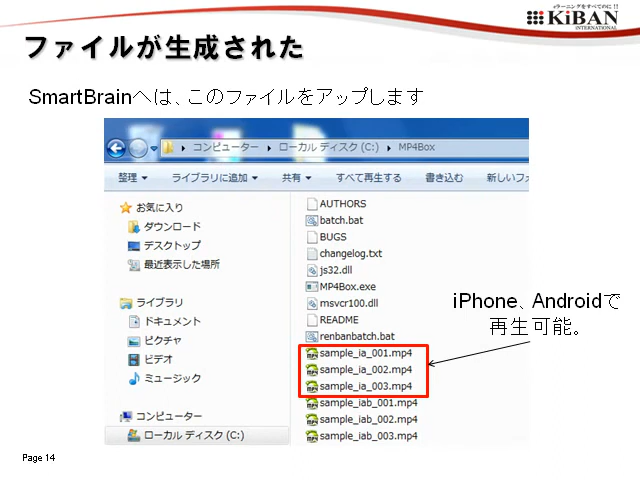 eラーニングをすべての人に!!
KiBAN
INTERNATIONAL
ファイルが生成された
SmartBrainへは、このファイルをアップします
コンピューター ▸ ローカル ディスク (C:) ▸ MP4Box
整理 ▼ ライブラリに追加 ▼ 共有 ▼ すべて再生する 書き込む 新しいフォ
お気に入り
ダウンロード
デスクトップ
最近表示した場所
ライブラリ
ドキュメント
ピクチャ
ビデオ
ミュージック
コンピューター
ローカル ディスク (C:)
AUTHORS
batch.bat
BUGS
changelog.txt
js32.dll
MP4Box.exe
msvcr100.dll
README
renbanbatch.bat
sample_ia_001.mp4
sample_ia_002.mp4
sample_ia_003.mp4
sample_iab_001.mp4
sample_iab_002.mp4
sample_iab_003.mp4
iPhone、Androidで
再生可能。
Page 14